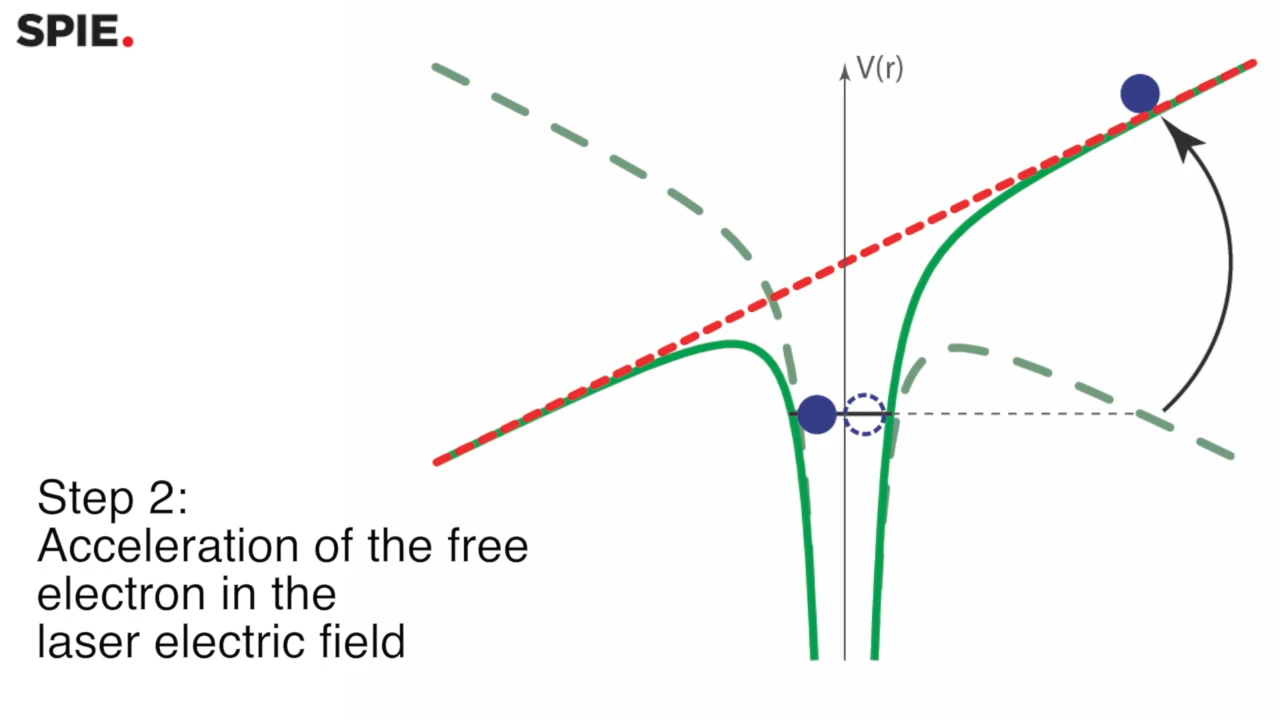 SPIE.
V(r)
Step 2:
Acceleration of the free
electron in the
laser electric field